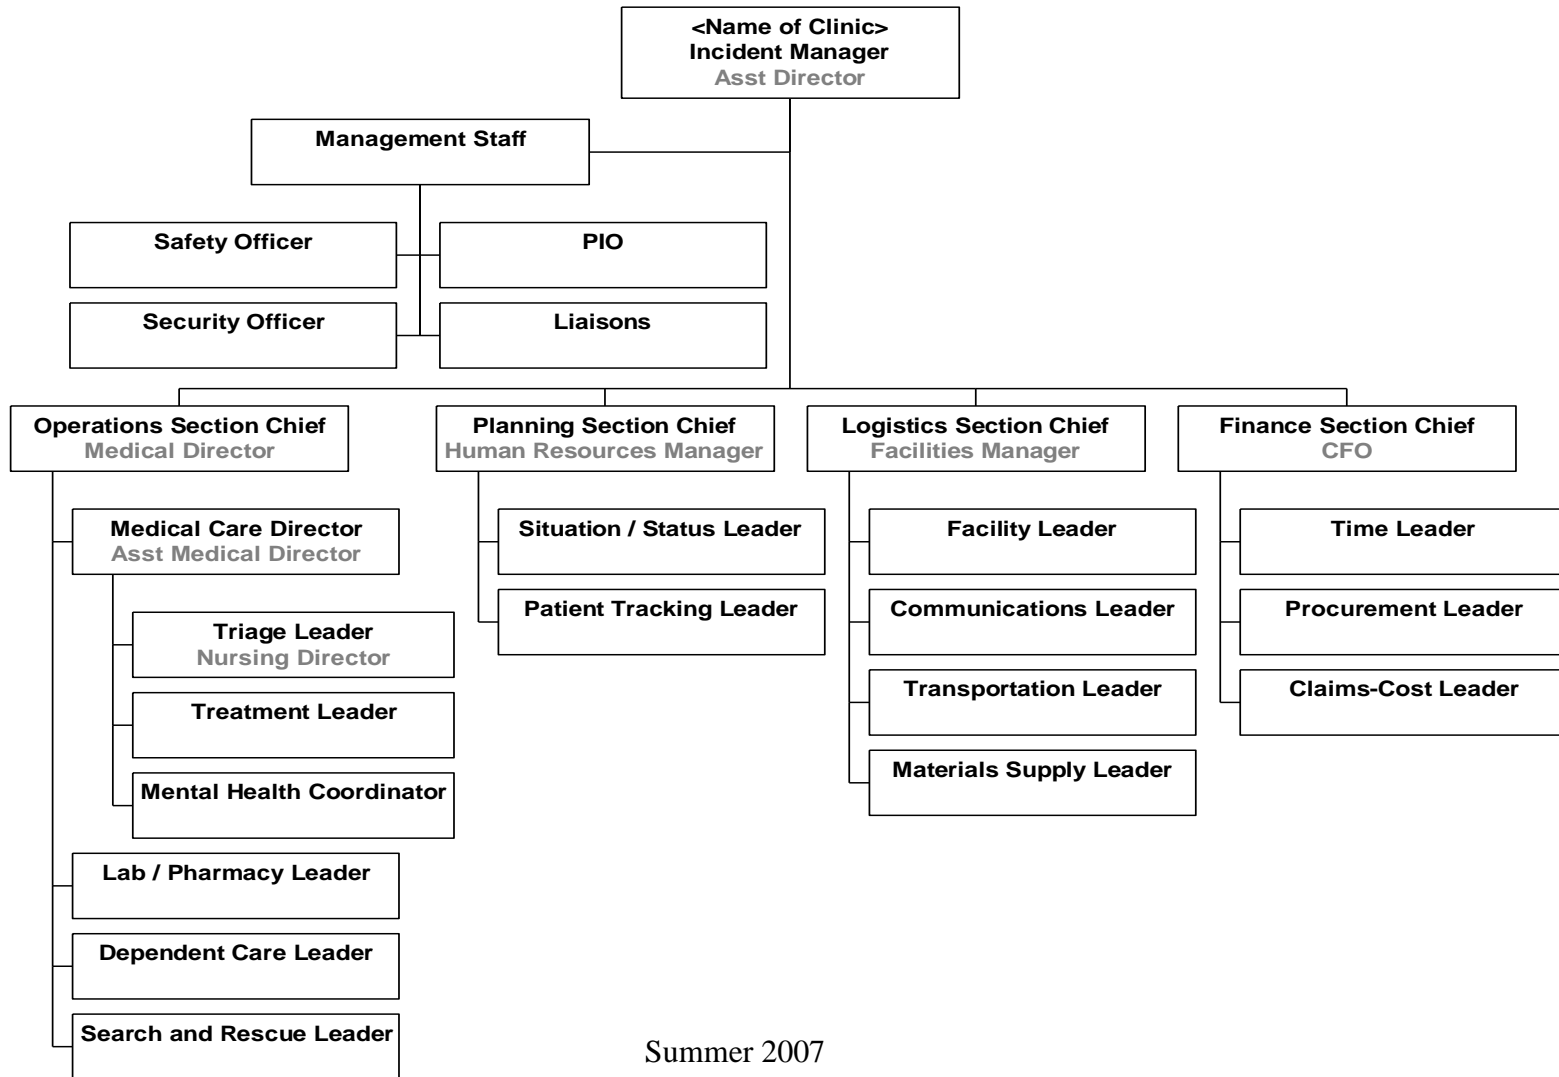 <Name of Clinic>
Incident Manager
Asst Director
Management Staff
Safety Officer
PIO
Security Officer
Liaisons
Operations Section Chief
Medical Director
Planning Section Chief
Human Resources Manager
Logistics Section Chief
Facilities Manager
Finance Section Chief
CFO
Medical Care Director
Asst Medical Director
Triage Leader
Nursing Director
Treatment Leader
Mental Health Coordinator
Lab / Pharmacy Leader
Dependent Care Leader
Search and Rescue Leader
Situation / Status Leader
Patient Tracking Leader
Facility Leader
Communications Leader
Transportation Leader
Materials Supply Leader
Time Leader
Procurement Leader
Claims-Cost Leader
Summer 2007